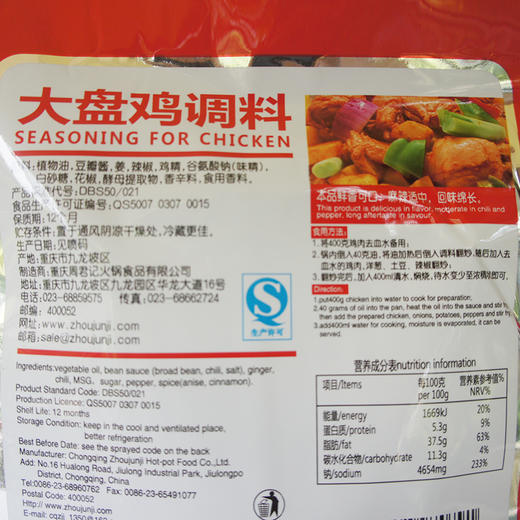 大盘鸡调料
SEASONING FOR CHICKEN
料:植物油,豆瓣酱,姜,辣椒,鸡精,谷氨酸钠(味精),
白砂糖,花椒,酵母提取物,香辛料,食用香料。
产品标准代号:DBS50/021
食品生产许可证编号:QS5007 0307 0015
保质期:12个月
贮存条件:置于通风阴凉干燥处,冷藏更佳。
生产日期:见喷码
产地:重庆市九龙坡区
制造商:重庆周君记火锅食品有限公司
地址:重庆市九龙坡区九龙园区华龙大道16号
电话:023-68859575 传真:023-68662724
邮编:400052
网址:www.zhoujunji.com
邮箱:sale@zhoujunji.com
QS
生产许可
本品鲜香可口,麻辣适中,回味绵长。
This product is delicious in flavor, moderate in chili and
pepper, long aftertaste in savour.
食用方法:
1.将400克鸡肉去血水备用;
2.锅内倒入40克油,将油加热后倒入调料翻炒,随后加入去
血水的鸡肉,洋葱、土豆、辣椒翻炒;
3.翻炒完后,加入400ml清水,焖烧,待水变少至浓稠状即可。
Direction.
1.put400g chicken into water to cook for preparation;
2.40 grams of oil into the pan, heat the oil into the sauce and stir fry,
then add the prepared chicken, onions, potatoes, peppers and stir fry;
3.add400ml water for cooking, moisture is evaporated, it can be
served.
Ingredients:vegetable oil, bean sauce (broad bean, chili, salt), ginger,
chili, MSG, sugar, pepper, spice(anise, cinnamon).
Product Standard Code: DBS50/021
Production Licence: QS5007 0307 0015
Shelf Life: 12 months
Storage Condition: keep in the cool and ventilated place,
better refrigeration
Best Before Date: see the sprayed code on the back
Manufacturer: Chongqing Zhoujunji Hot-pot Food Co.,Ltd.
Add: No.16 Hualong Road, Jiulong Industrial Park, Jiulongpo
District, Chongqing, China
Tel:0086-23-68960762 Fax:0086-23-65491077
Postal Code: 400052
Website: www.zhoujunji.com
营养成分表nutrition information
项目/Items 每100克 per 100g 营养素参考值% NRV%
能量/energy 1669kJ 20%
蛋白质/protein 5.3g 9%
脂肪/fat 37.5g 63%
碳水化合物/carbohydrate 11.3g 4%
钠/sodium 4654mg 233%